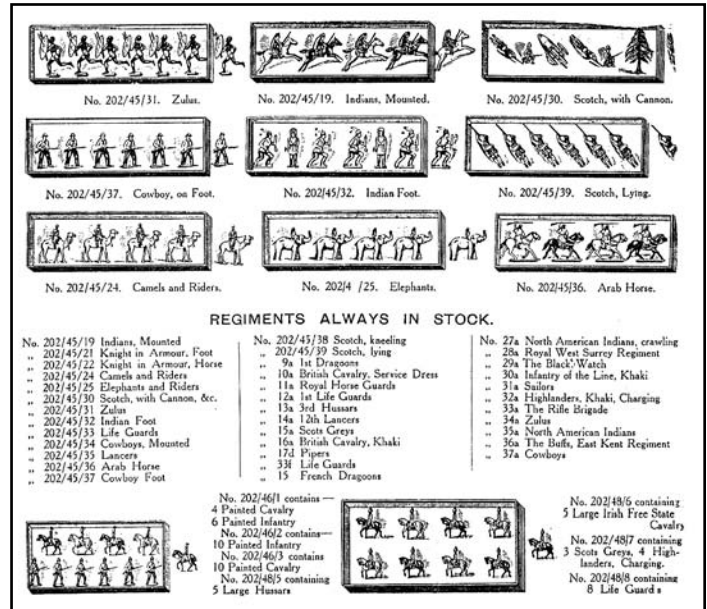 No. 202/45/31. Zulus.
No. 202/45/19. Indians, Mounted.
No. 202/45/30. Scotch, with Cannon.
No. 202/45/37. Cowboy, on Foot.
No. 202/45/32. Indian Foot.
No. 202/45/39. Scotch, Lying.
No. 202/45/24. Camels and Riders.
No. 202/4 /25. Elephants.
No. 202/45/36. Arab Horse.
REGIMENTS ALWAYS IN STOCK.
No. 202/45/19 Indians, Mounted
„ 202/45/21 Knight in Armour, Foot
„ 202/45/22 Knight in Armour, Horse
„ 202/45/24 Camels and Riders
„ 202/45/25 Elephants and Riders
„ 202/45/30 Scotch, with Cannon, &c.
„ 202/45/31 Zulus
„ 202/45/32 Indian Foot
„ 202/45/33 Life Guards
„ 202/45/34 Cowboys, Mounted
„ 202/45/35 Lancers
„ 202/45/36 Arab Horse
„ 202/45/37 Cowboy Foot
No. 202/45/38 Scotch, kneeling
„ 202/45/39 Scotch, lying
„ 9a 1st Dragoons
„ 10a British Cavalry, Service Dress
„ 11a Royal Horse Guards
„ 12a 1st Life Guards
„ 13a 3rd Hussars
„ 14a 12th Lancers
„ 15a Scots Greys
„ 16a British Cavalry, Khaki
„ 17d Pipers
„ 33f Life Guards
„ 15 French Dragoons
No. 27a North American Indians, crawling
„ 28a Royal West Surrey Regiment
„ 29a The Black Watch
„ 30a Infantry of the Line, Khaki
„ 31a Sailors
„ 32a Highlanders, Khaki, Charging
„ 33a The Rifle Brigade
„ 34a Zulus
„ 35a North American Indians
„ 36a The Buffs, East Kent Regiment
„ 37a Cowboys
No. 202/46/1 contains —
4 Painted Cavalry
6 Painted Infantry
No. 202/46/2 contains—
10 Painted Infantry
No. 202/46/3 contains
10 Painted Cavalry
No. 202/48/5 containing
5 Large Hussars
No. 202/48/6 containing
5 Large Irish Free State
Cavalry
No. 202/48/7 containing
3 Scots Greys, 4 High-
landers, Charging.
No. 202/48/8 containing
8 Life Guards